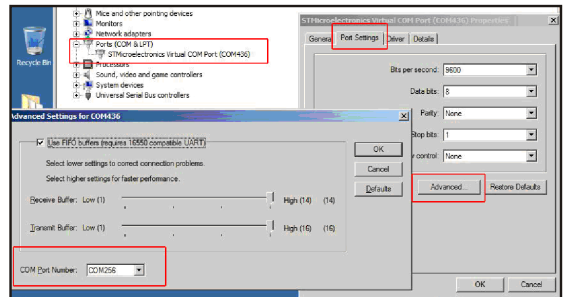 Mice and other pointing devices
Monitors
Network adapters
Ports (COM & LPT)
STMicroelectronics Virtual COM Port (COM436)
Processors
Sound, video and game controllers
System devices
Universal Serial Bus controllers
Recycle Bin
STMicroelectronics Virtual COM Port (COM436) Properties
General
Port Settings
Driver
Details
Bits per second: 9600
Data bits: 8
Parity: None
Stop bits: 1
control: None
Advanced...
Restore Defaults
OK
Cancel
Advanced Settings for COM436
Use FIFO buffers (requires 16550 compatible UART)
Select lower settings to correct connection problems.
Select higher settings for faster performance.
Receive Buffer: Low (1) High (14) (14)
Transmit Buffer: Low (1) High (16) (16)
COM Port Number: COM256
OK
Cancel
Defaults